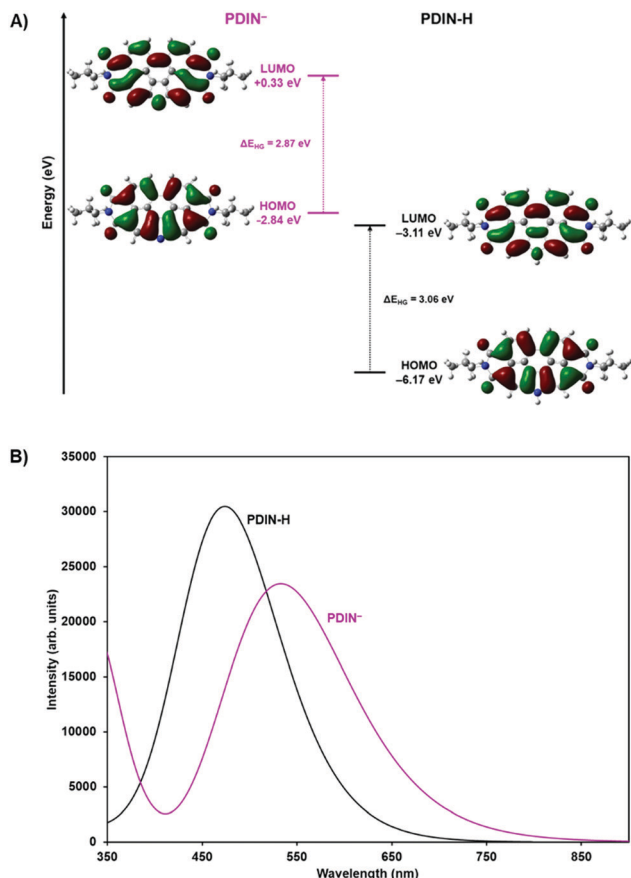 A)
PDIN⁻
PDIN-H
Energy (eV)
LUMO
+0.33 eV
ΔE_HG = 2.87 eV
HOMO
-2.84 eV
LUMO
–3.11 eV
ΔE_HG = 3.06 eV
HOMO
–6.17 eV
B)
Intensity (arb. units)
35000
30000
25000
20000
15000
10000
5000
0
PDIN-H
PDIN⁻
350 450 550 650 750 850
Wavelength (nm)